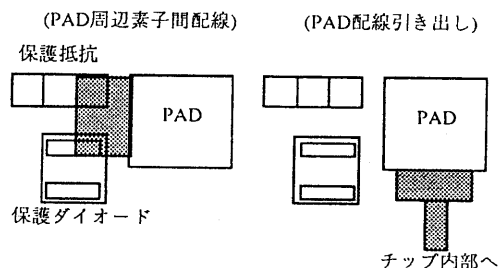 (PAD周辺素子間配線)
(PAD配線引き出し)
保護抵抗
PAD
PAD
保護ダイオード
チップ内部へ